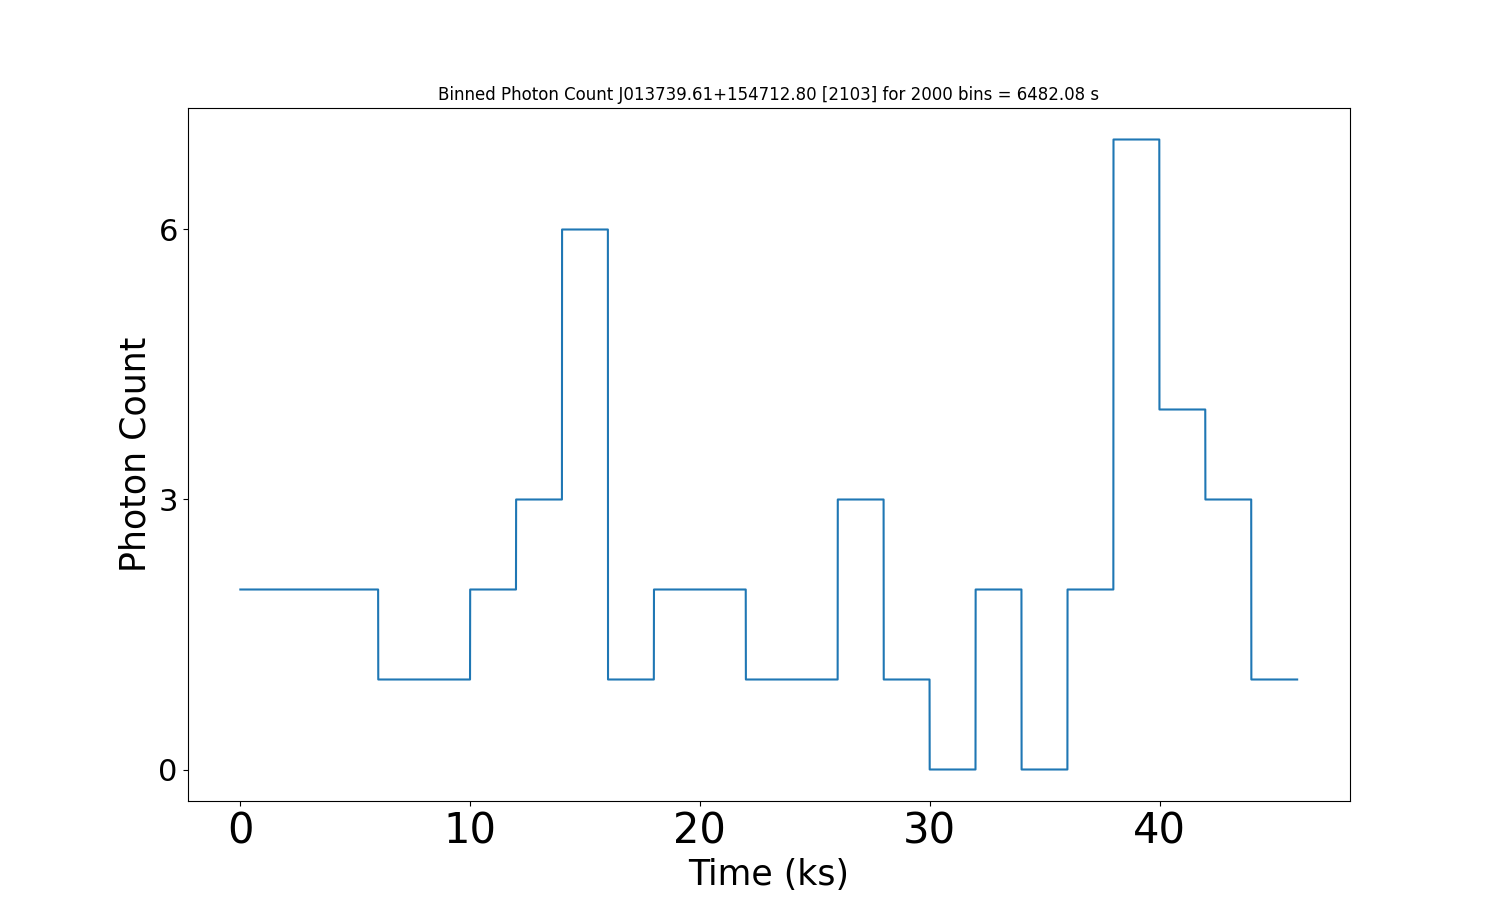 Binned Photon Count J013739.61+154712.80 [2103] for 2000 bins = 6482.08 s
Photon Count
6
3
0
0 10 20 30 40
Time (ks)